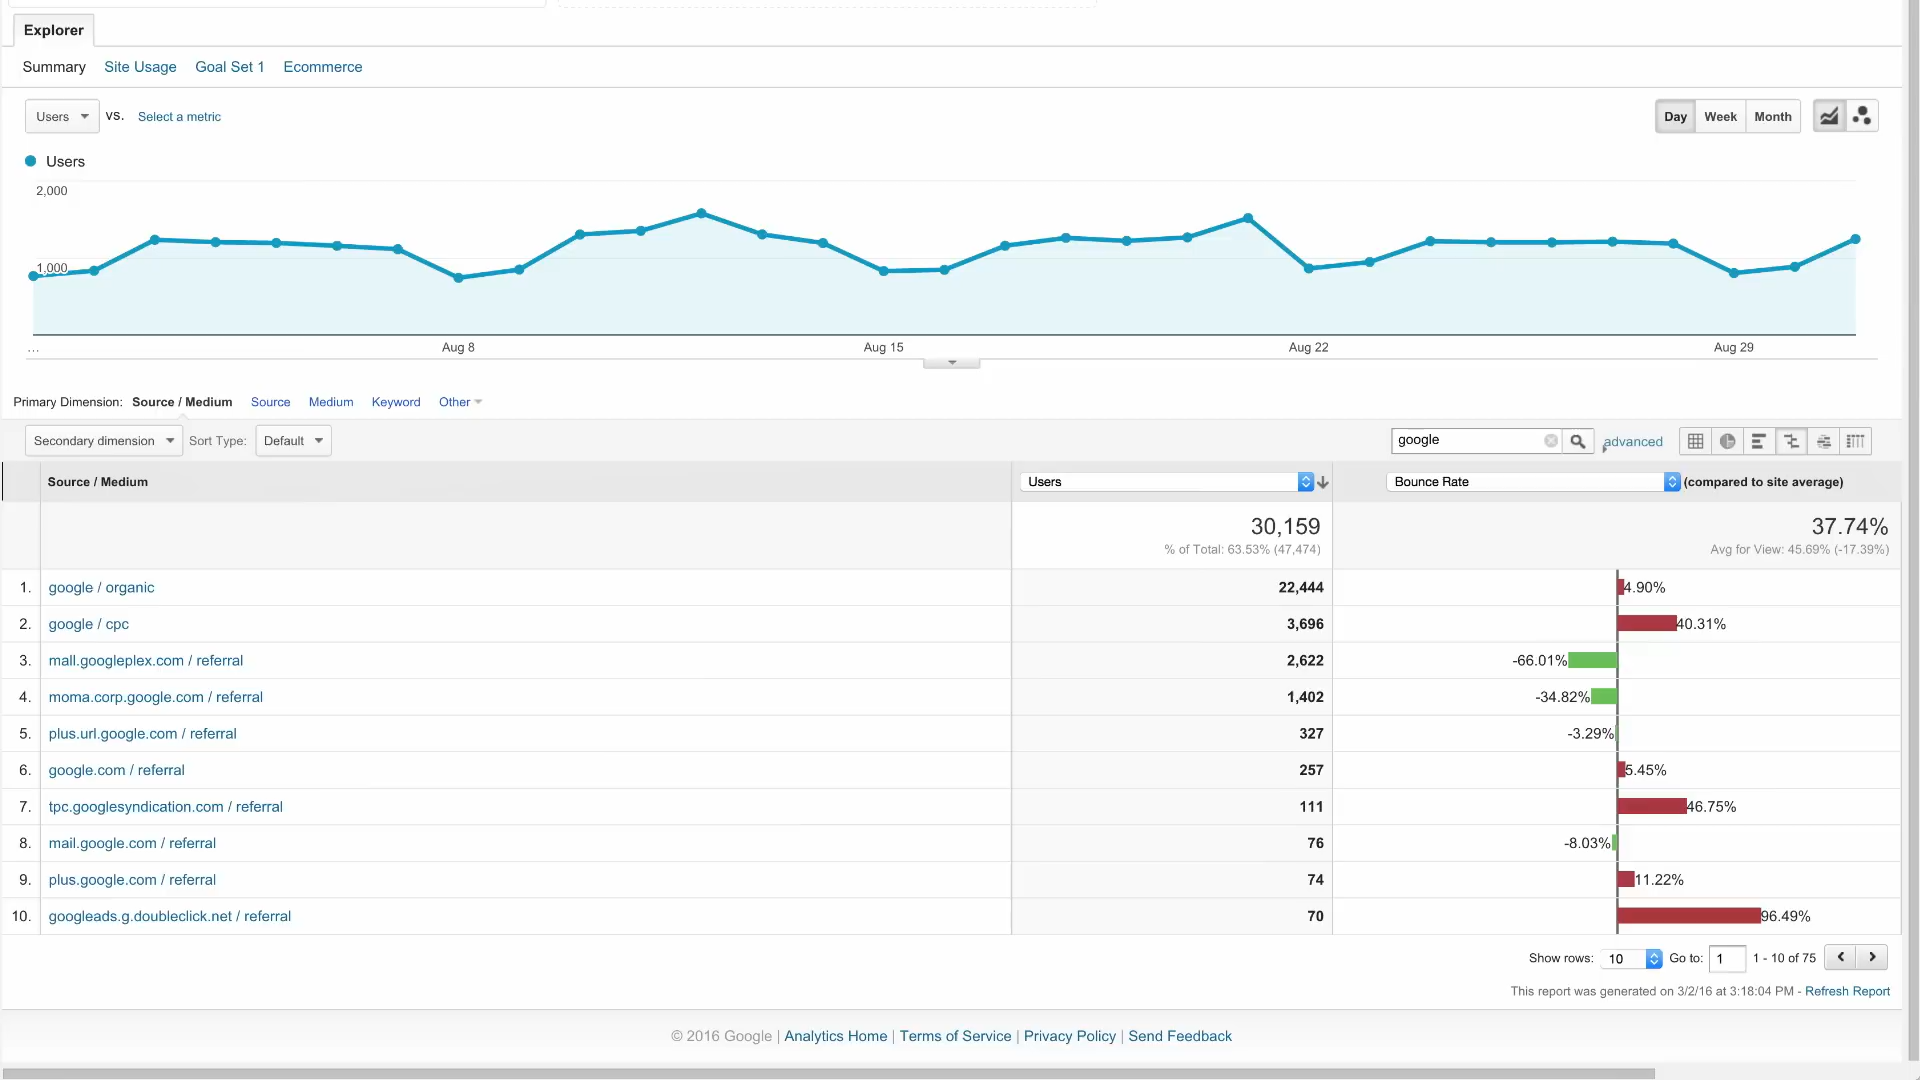 Explorer
Summary Site Usage Goal Set 1 Ecommerce
Users VS. Select a metric Day Week Month
Users
2,000
1,000
... Aug 8 Aug 15 Aug 22 Aug 29
Primary Dimension: Source / Medium Source Medium Keyword Other
Secondary dimension Sort Type: Default google advanced
Source / Medium Users Bounce Rate (compared to site average)
30,159 37.74%
% of Total: 63.53% (47,474) Avg for View: 45.69% (-17.39%)
1. google / organic 22,444 4.90%
2. google / cpc 3,696 40.31%
3. mall.googleplex.com / referral 2,622 -66.01%
4. moma.corp.google.com / referral 1,402 -34.82%
5. plus.url.google.com / referral 327 -3.29%
6. google.com / referral 257 5.45%
7. tpc.googlesyndication.com / referral 111 46.75%
8. mail.google.com / referral 76 -8.03%
9. plus.google.com / referral 74 11.22%
10. googleads.g.doubleclick.net / referral 70 96.49%
Show rows: 10 Go to: 1 1 - 10 of 75
This report was generated on 3/2/16 at 3:18:04 PM - Refresh Report
© 2016 Google | Analytics Home | Terms of Service | Privacy Policy | Send Feedback